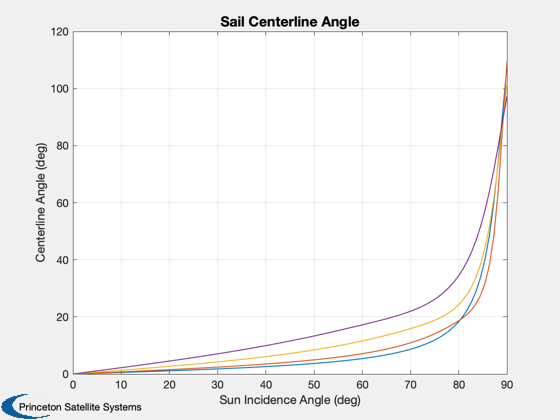 Sail Centerline Angle
120
100
80
60
40
20
0
Centerline Angle (deg)
0 10 20 30 40 50 60 70 80 90
Sun Incidence Angle (deg)
Princeton Satellite Systems